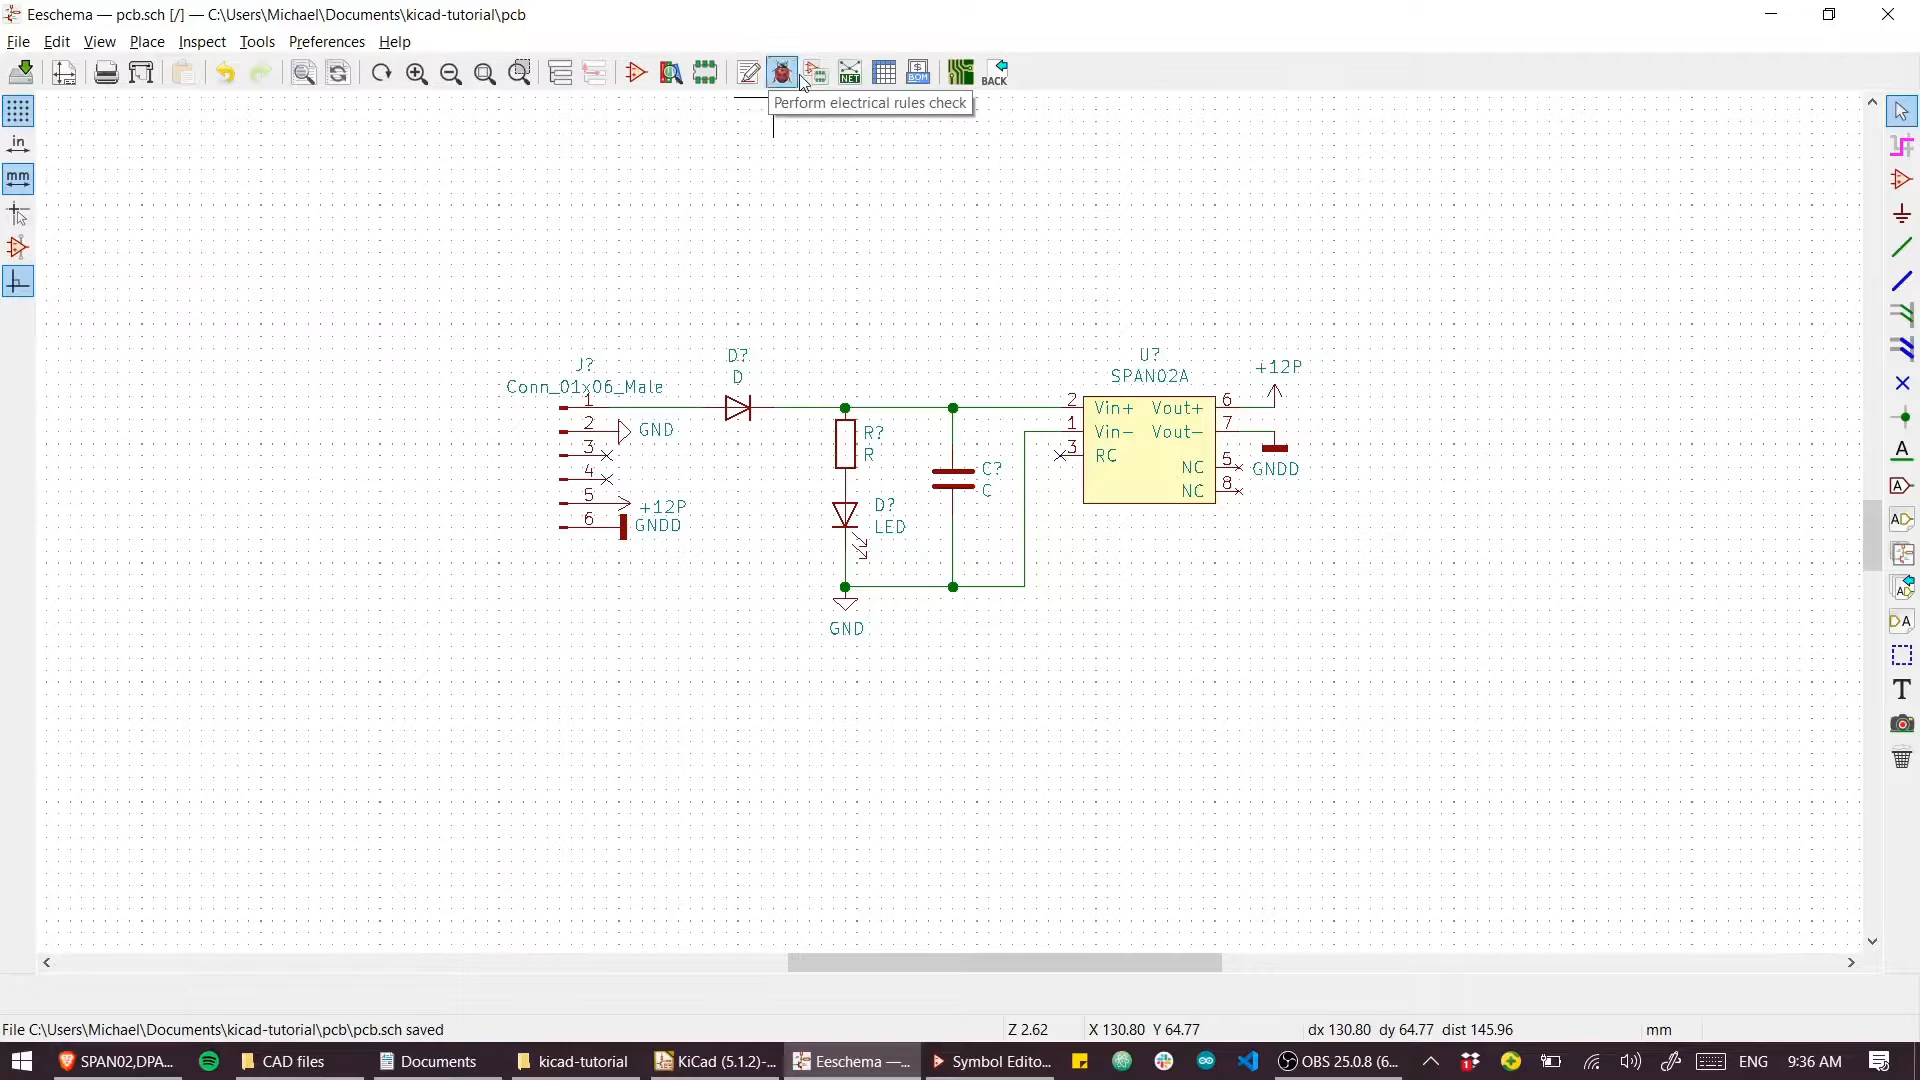 Eeschema — pcb.sch [/] — C:\Users\Michael\Documents\kicad-tutorial\pcb
File Edit View Place Inspect Tools Preferences Help
NET
BOM
BACK
Perform electrical rules check
in
mm
J?
Conn_01x06_Male
1
2 GND
3
4
5 +12P
6 GNDD
D?
D
R?
R
D?
LED
C?
C
GND
U?
SPAN02A
2 Vin+ Vout+ 6
1 Vin- Vout- 7
3 RC
NC 5
NC 8
+12P
GNDD
A
A
AD
AD
DA
T
File C:\Users\Michael\Documents\kicad-tutorial\pcb\pcb.sch saved
Z 2.62
X 130.80 Y 64.77
dx 130.80 dy 64.77 dist 145.96
mm
SPAN02,DPA...
CAD files
Documents
kicad-tutorial
KiCad (5.1.2)-...
Eeschema —...
Symbol Edito...
OBS 25.0.8 (6...
ENG
9:36 AM